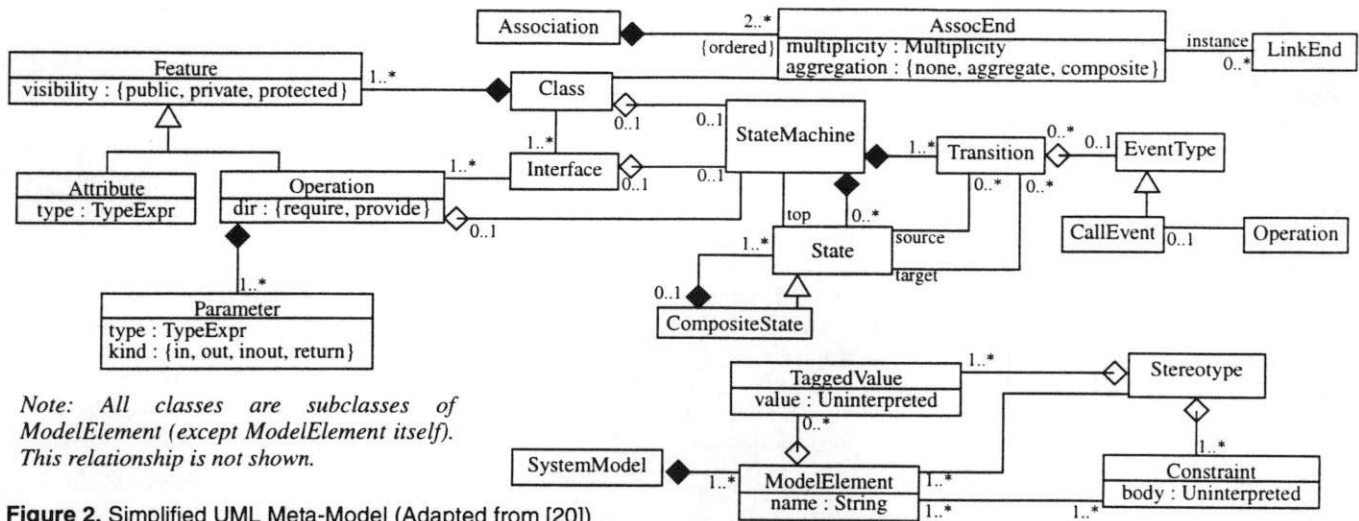 Association
2..*
{ordered}
AssocEnd
multiplicity : Multiplicity
aggregation : {none, aggregate, composite}
instance
0..*
LinkEnd
Feature
visibility : {public, private, protected}
1..*
Class
0..1
0..1
1..*
StateMachine
1..*
Transition
0..*
0..1
EventType
Interface
0..1
0..1
1..*
Attribute
type : TypeExpr
Operation
dir : {require, provide}
0..1
0..*
0..*
top
0..*
CallEvent
0..1
Operation
State
source
target
1..*
0..1
CompositeState
1..*
Parameter
type : TypeExpr
kind : {in, out, inout, return}
TaggedValue
value : Uninterpreted
1..*
Stereotype
0..*
Note: All classes are subclasses of
ModelElement (except ModelElement itself).
This relationship is not shown.
SystemModel
1..*
ModelElement
name : String
1..*
1..*
1..*
1..*
Constraint
body : Uninterpreted
Figure 2. Simplified UML Meta-Model (Adapted from [20])